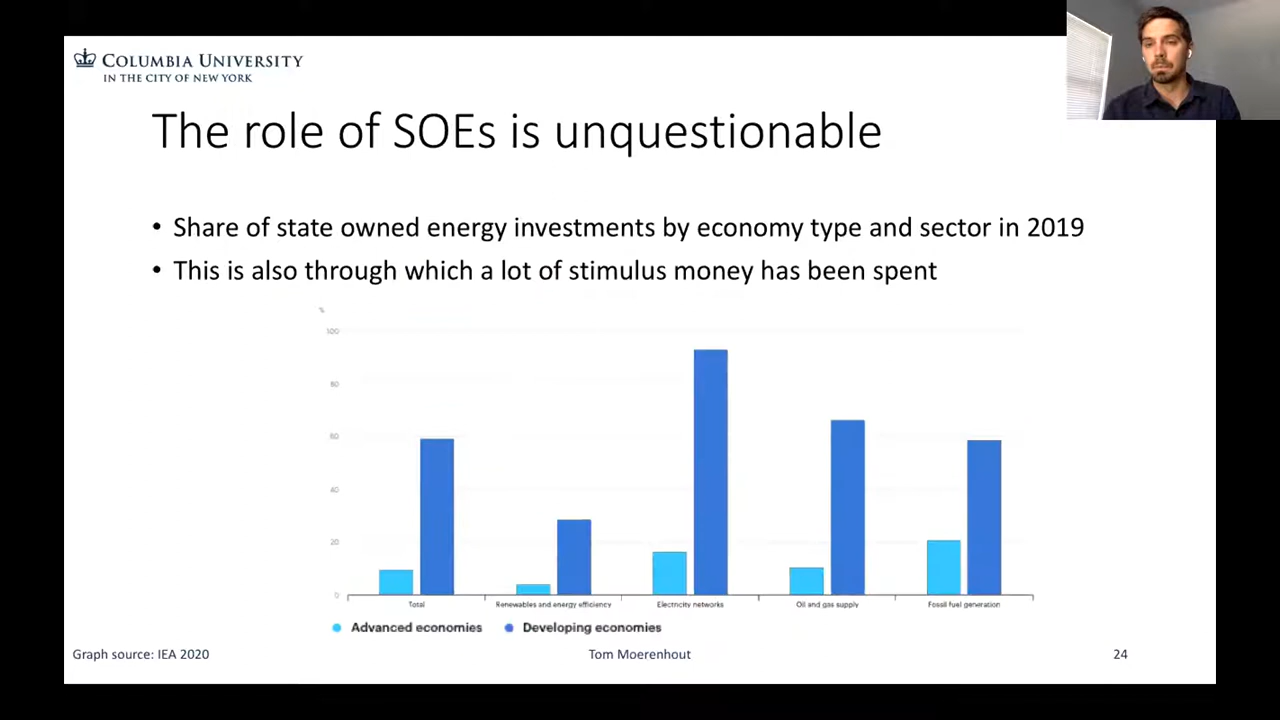 COLUMBIA UNIVERSITY
IN THE CITY OF NEW YORK
The role of SOEs is unquestionable
• Share of state owned energy investments by economy type and sector in 2019
• This is also through which a lot of stimulus money has been spent
%
100
80
60
40
20
0
Total Renewables and energy efficiency Electricity networks Oil and gas supply Fossil fuel generation
Advanced economies Developing economies
Graph source: IEA 2020 Tom Moerenhout 24